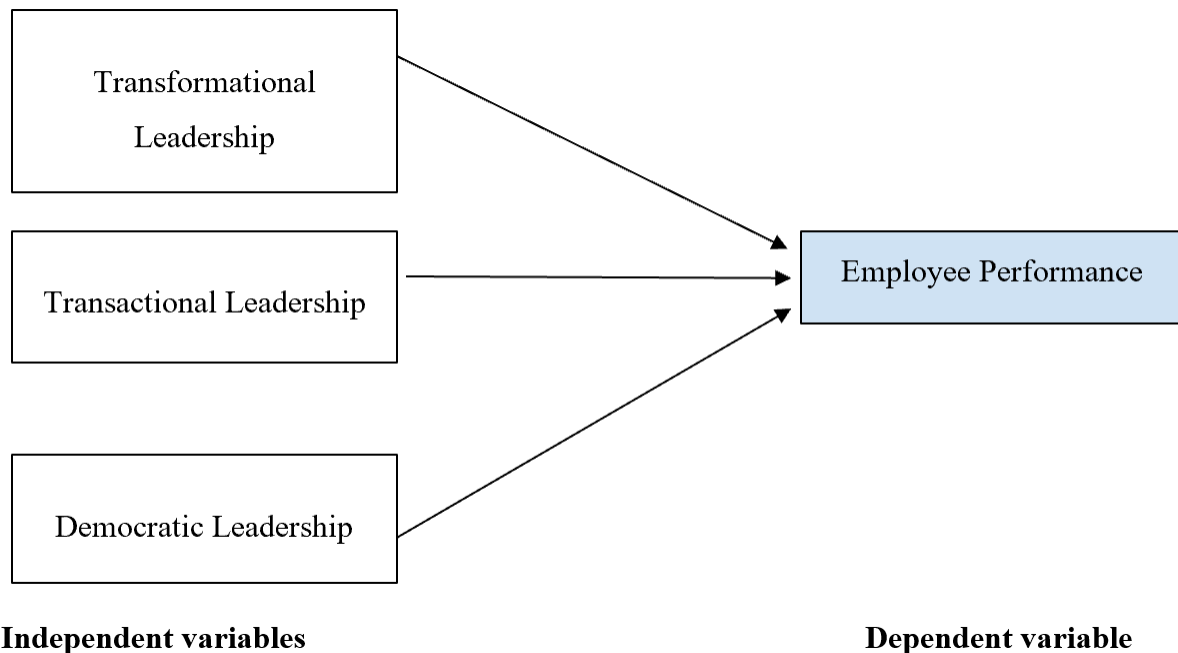 Transformational
Leadership
Transactional Leadership
Employee Performance
Democratic Leadership
Independent variables
Dependent variable